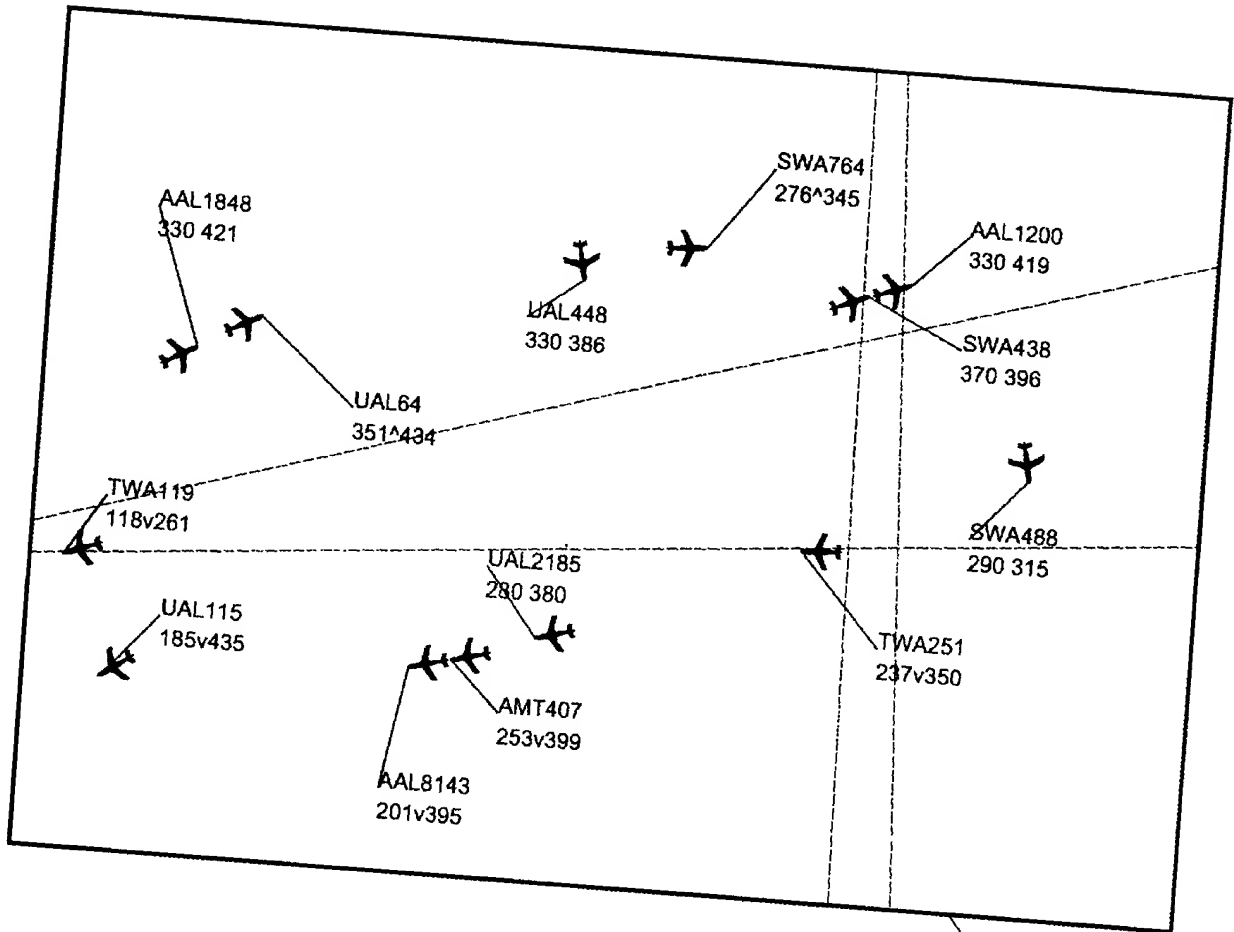 SWA764
276^345
AAL1848
330 421
AAL1200
330 419
UAL448
330 386
SWA438
370 396
UAL64
351^434
TWA119
118v261
SWA488
290 315
UAL2185
280 380
UAL115
185v435
TWA251
237v350
AMT407
253v399
AAL8143
201v395